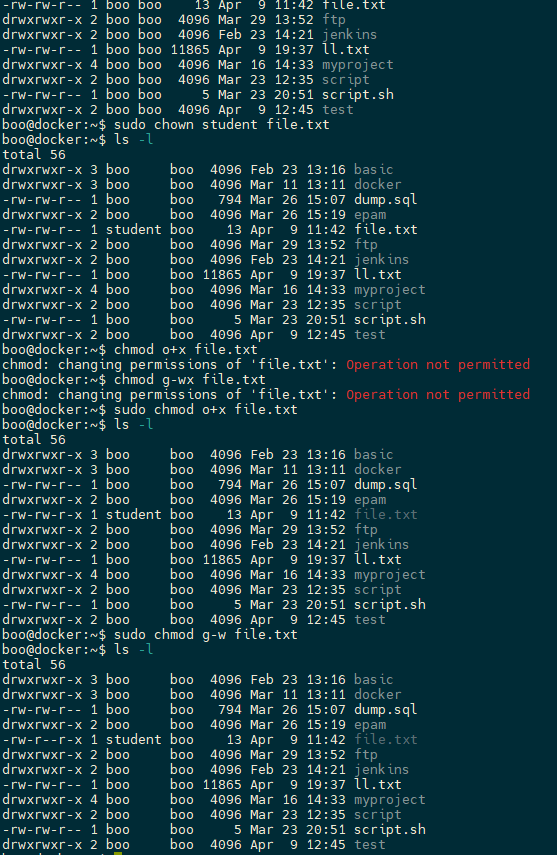 -rw-rw-r-- 1 boo boo    13 Apr  9 11:42 file.txt
drwxrwxr-x 2 boo boo  4096 Mar 29 13:52 ftp
drwxrwxr-x 2 boo boo  4096 Feb 23 14:21 jenkins
-rw-rw-r-- 1 boo boo 11865 Apr  9 19:37 ll.txt
drwxrwxr-x 4 boo boo  4096 Mar 16 14:33 myproject
drwxrwxr-x 2 boo boo  4096 Mar 23 12:35 script
-rw-rw-r-- 1 boo boo     5 Mar 23 20:51 script.sh
drwxrwxr-x 2 boo boo  4096 Apr  9 12:45 test
boo@docker:~$ sudo chown student file.txt
boo@docker:~$ ls -l
total 56
drwxrwxr-x 3 boo     boo  4096 Feb 23 13:16 basic
drwxrwxr-x 3 boo     boo  4096 Mar 11 13:11 docker
-rw-rw-r-- 1 boo     boo   794 Mar 26 15:07 dump.sql
drwxrwxr-x 2 boo     boo  4096 Mar 26 15:19 epam
-rw-rw-r-- 1 student boo    13 Apr  9 11:42 file.txt
drwxrwxr-x 2 boo     boo  4096 Mar 29 13:52 ftp
drwxrwxr-x 2 boo     boo  4096 Feb 23 14:21 jenkins
-rw-rw-r-- 1 boo     boo 11865 Apr  9 19:37 ll.txt
drwxrwxr-x 4 boo     boo  4096 Mar 16 14:33 myproject
drwxrwxr-x 2 boo     boo  4096 Mar 23 12:35 script
-rw-rw-r-- 1 boo     boo     5 Mar 23 20:51 script.sh
drwxrwxr-x 2 boo     boo  4096 Apr  9 12:45 test
boo@docker:~$ chmod o+x file.txt
chmod: changing permissions of 'file.txt': Operation not permitted
boo@docker:~$ chmod g-wx file.txt
chmod: changing permissions of 'file.txt': Operation not permitted
boo@docker:~$ sudo chmod o+x file.txt
boo@docker:~$ ls -l
total 56
drwxrwxr-x 3 boo     boo  4096 Feb 23 13:16 basic
drwxrwxr-x 3 boo     boo  4096 Mar 11 13:11 docker
-rw-rw-r-- 1 boo     boo   794 Mar 26 15:07 dump.sql
drwxrwxr-x 2 boo     boo  4096 Mar 26 15:19 epam
-rw-rw-r-x 1 student boo    13 Apr  9 11:42 file.txt
drwxrwxr-x 2 boo     boo  4096 Mar 29 13:52 ftp
drwxrwxr-x 2 boo     boo  4096 Feb 23 14:21 jenkins
-rw-rw-r-- 1 boo     boo 11865 Apr  9 19:37 ll.txt
drwxrwxr-x 4 boo     boo  4096 Mar 16 14:33 myproject
drwxrwxr-x 2 boo     boo  4096 Mar 23 12:35 script
-rw-rw-r-- 1 boo     boo     5 Mar 23 20:51 script.sh
drwxrwxr-x 2 boo     boo  4096 Apr  9 12:45 test
boo@docker:~$ sudo chmod g-w file.txt
boo@docker:~$ ls -l
total 56
drwxrwxr-x 3 boo     boo  4096 Feb 23 13:16 basic
drwxrwxr-x 3 boo     boo  4096 Mar 11 13:11 docker
-rw-rw-r-- 1 boo     boo   794 Mar 26 15:07 dump.sql
drwxrwxr-x 2 boo     boo  4096 Mar 26 15:19 epam
-rw-r--r-x 1 student boo    13 Apr  9 11:42 file.txt
drwxrwxr-x 2 boo     boo  4096 Mar 29 13:52 ftp
drwxrwxr-x 2 boo     boo  4096 Feb 23 14:21 jenkins
-rw-rw-r-- 1 boo     boo 11865 Apr  9 19:37 ll.txt
drwxrwxr-x 4 boo     boo  4096 Mar 16 14:33 myproject
drwxrwxr-x 2 boo     boo  4096 Mar 23 12:35 script
-rw-rw-r-- 1 boo     boo     5 Mar 23 20:51 script.sh
drwxrwxr-x 2 boo     boo  4096 Apr  9 12:45 test